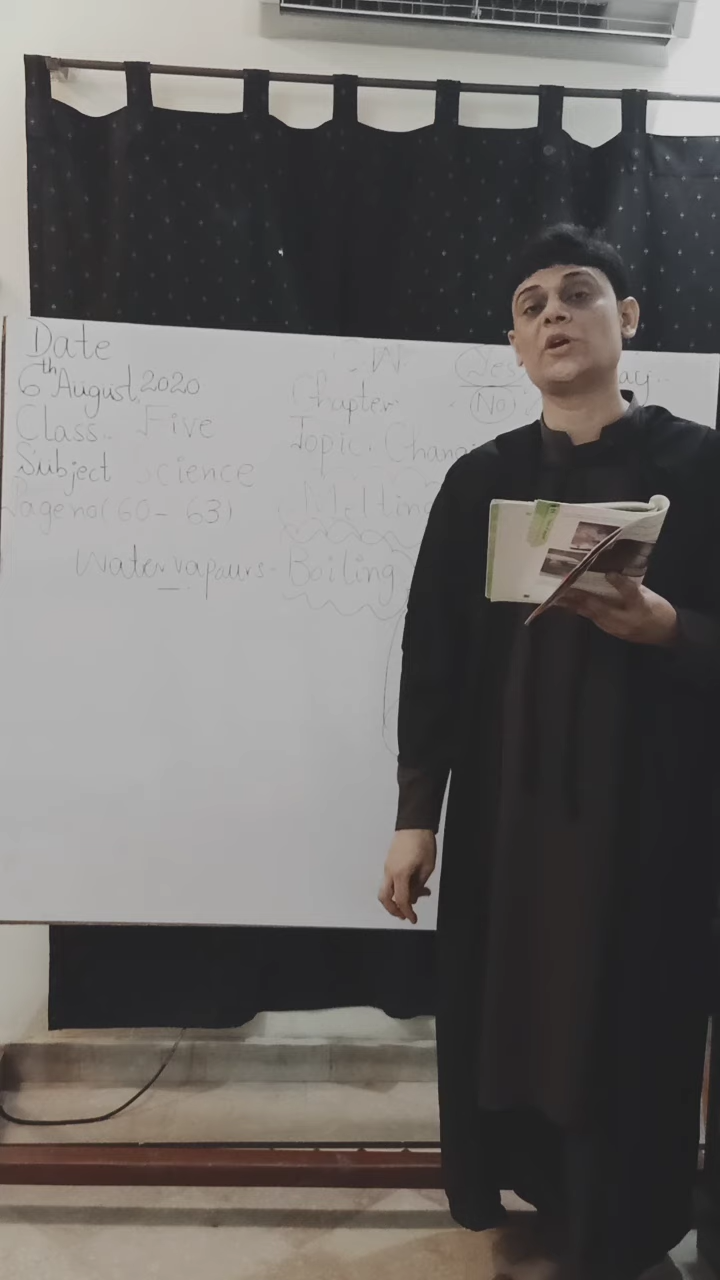 Date
6th August, 2020
Class. Five
Subject Science
Page no (60 - 63)
C.W.
Chapter
Yes
No
Topic. Chang
Melting
Water vapours - Boiling